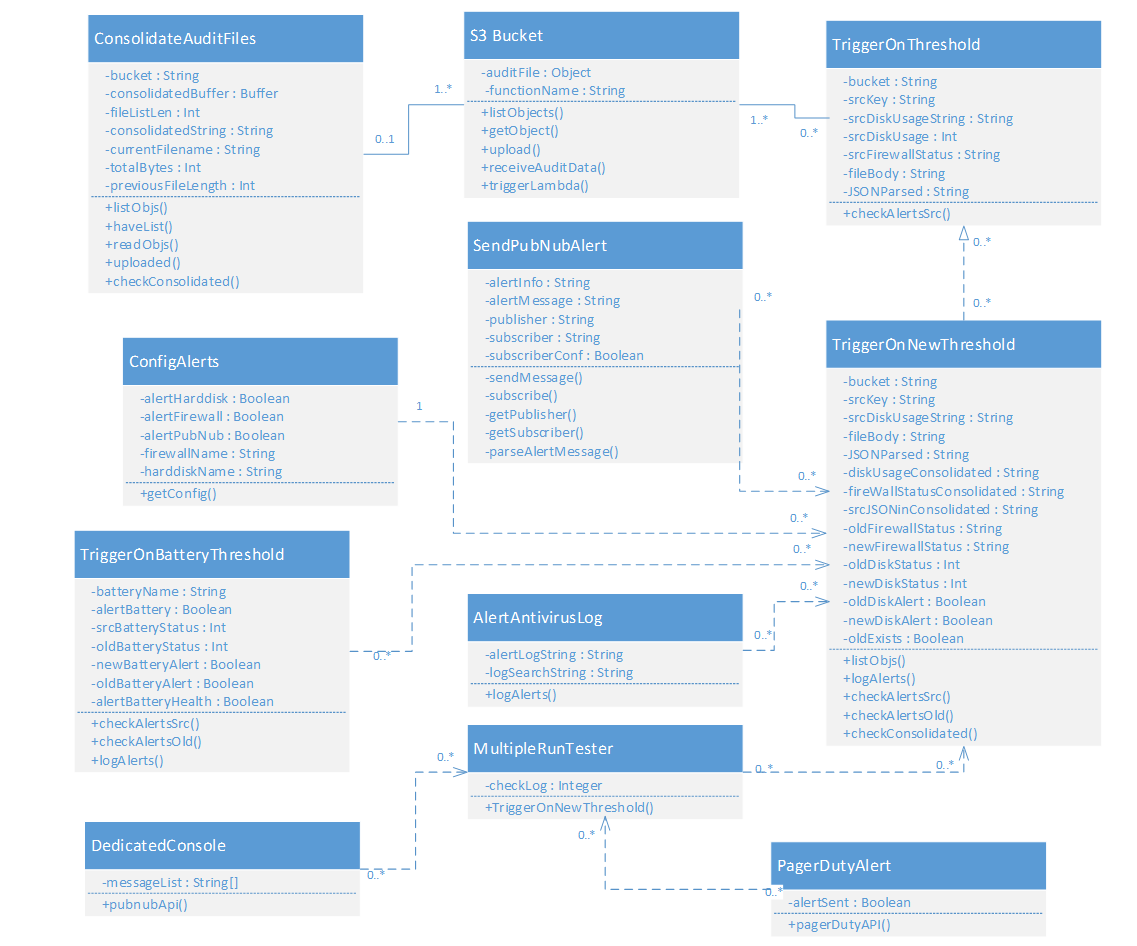 ConsolidateAuditFiles
-bucket : String
-consolidatedBuffer : Buffer
-fileListLen : Int
-consolidatedString : String
-currentFilename : String
-totalBytes : Int
-previousFileLength : Int
+listObjs()
+haveList()
+readObjs()
+uploaded()
+checkConsolidated()
0..1
1..*
S3 Bucket
-auditFile : Object
-functionName : String
+listObjects()
+getObject()
+upload()
+receiveAuditData()
+triggerLambda()
1..*
0..*
TriggerOnThreshold
-bucket : String
-srcKey : String
-srcDiskUsageString : String
-srcDiskUsage : Int
-srcFirewallStatus : String
-fileBody : String
-JSONParsed : String
+checkAlertsSrc()
0..*
0..*
SendPubNubAlert
-alertInfo : String
-alertMessage : String
-publisher : String
-subscriber : String
-subscriberConf : Boolean
-sendMessage()
-subscribe()
-getPublisher()
-getSubscriber()
-parseAlertMessage()
0..*
0..*
ConfigAlerts
-alertHarddisk : Boolean
-alertFirewall : Boolean
-alertPubNub : Boolean
-firewallName : String
-harddiskName : String
+getConfig()
1
0..*
TriggerOnNewThreshold
-bucket : String
-srcKey : String
-srcDiskUsageString : String
-fileBody : String
-JSONParsed : String
-diskUsageConsolidated : String
-fireWallStatusConsolidated : String
-srcJSONinConsolidated : String
-oldFirewallStatus : String
-newFirewallStatus : String
-oldDiskStatus : Int
-newDiskStatus : Int
-oldDiskAlert : Boolean
-newDiskAlert : Boolean
-oldExists : Boolean
+listObjs()
+logAlerts()
+checkAlertsSrc()
+checkAlertsOld()
+checkConsolidated()
TriggerOnBatteryThreshold
-batteryName : String
-alertBattery : Boolean
-srcBatteryStatus : Int
-oldBatteryStatus : Int
-newBatteryAlert : Boolean
-oldBatteryAlert : Boolean
-alertBatteryHealth : Boolean
+checkAlertsSrc()
+checkAlertsOld()
+logAlerts()
0..*
0..*
AlertAntivirusLog
-alertLogString : String
-logSearchString : String
+logAlerts()
0..*
0..*
MultipleRunTester
-checkLog : Integer
+TriggerOnNewThreshold()
0..*
0..*
DedicatedConsole
-messageList : String[]
+pubnubApi()
0..*
0..*
PagerDutyAlert
-alertSent : Boolean
+pagerDutyAPI()
0..*
0..*